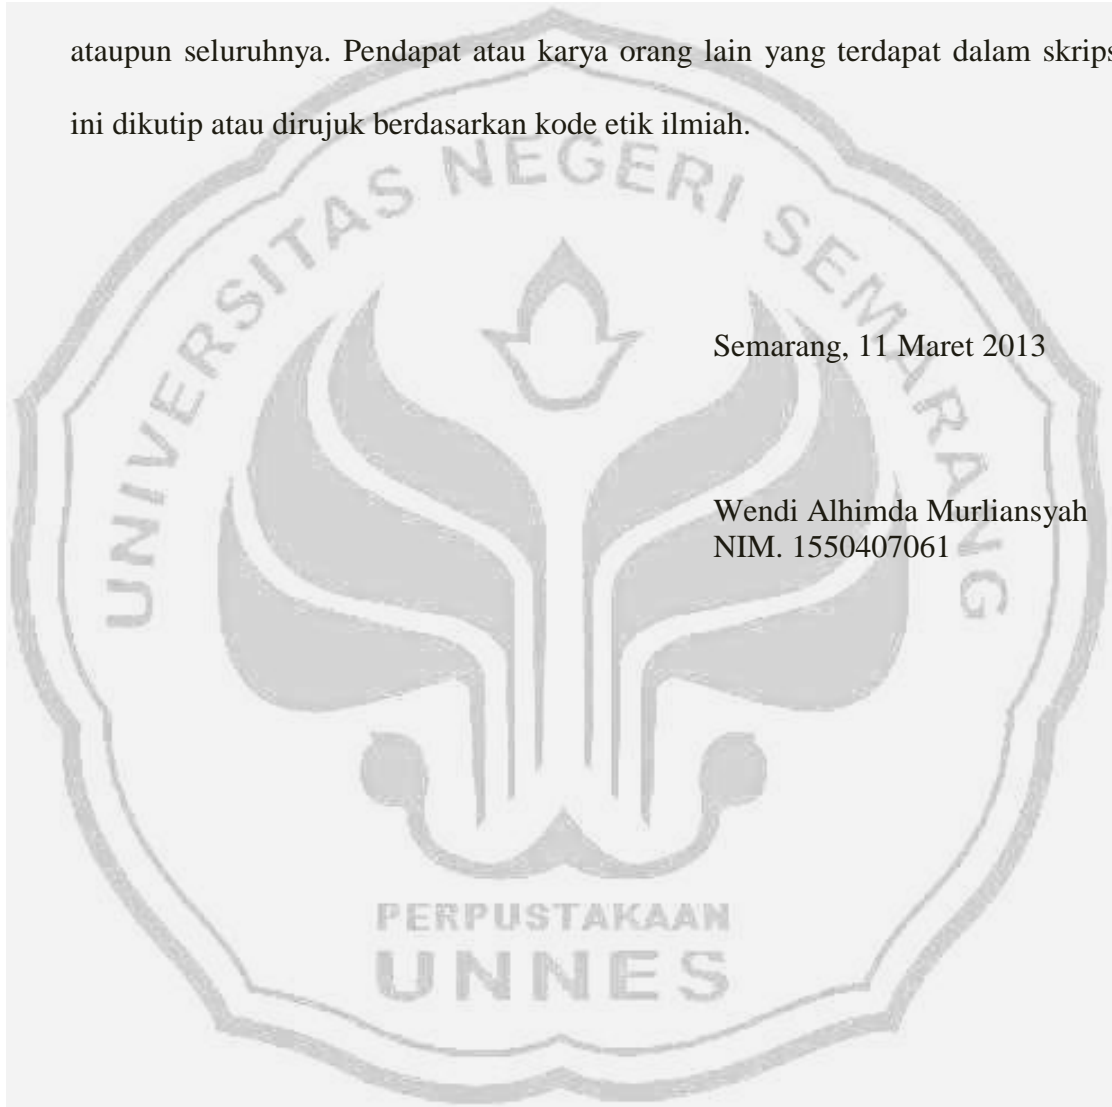 ataupun seluruhnya. Pendapat atau karya orang lain yang terdapat dalam skrips
ini dikutip atau dirujuk berdasarkan kode etik ilmiah.
UNIVERSITAS NEGERI SEMARANG
Semarang, 11 Maret 2013
Wendi Alhimda Murliansyah
NIM. 1550407061
PERPUSTAKAAN
UNNES